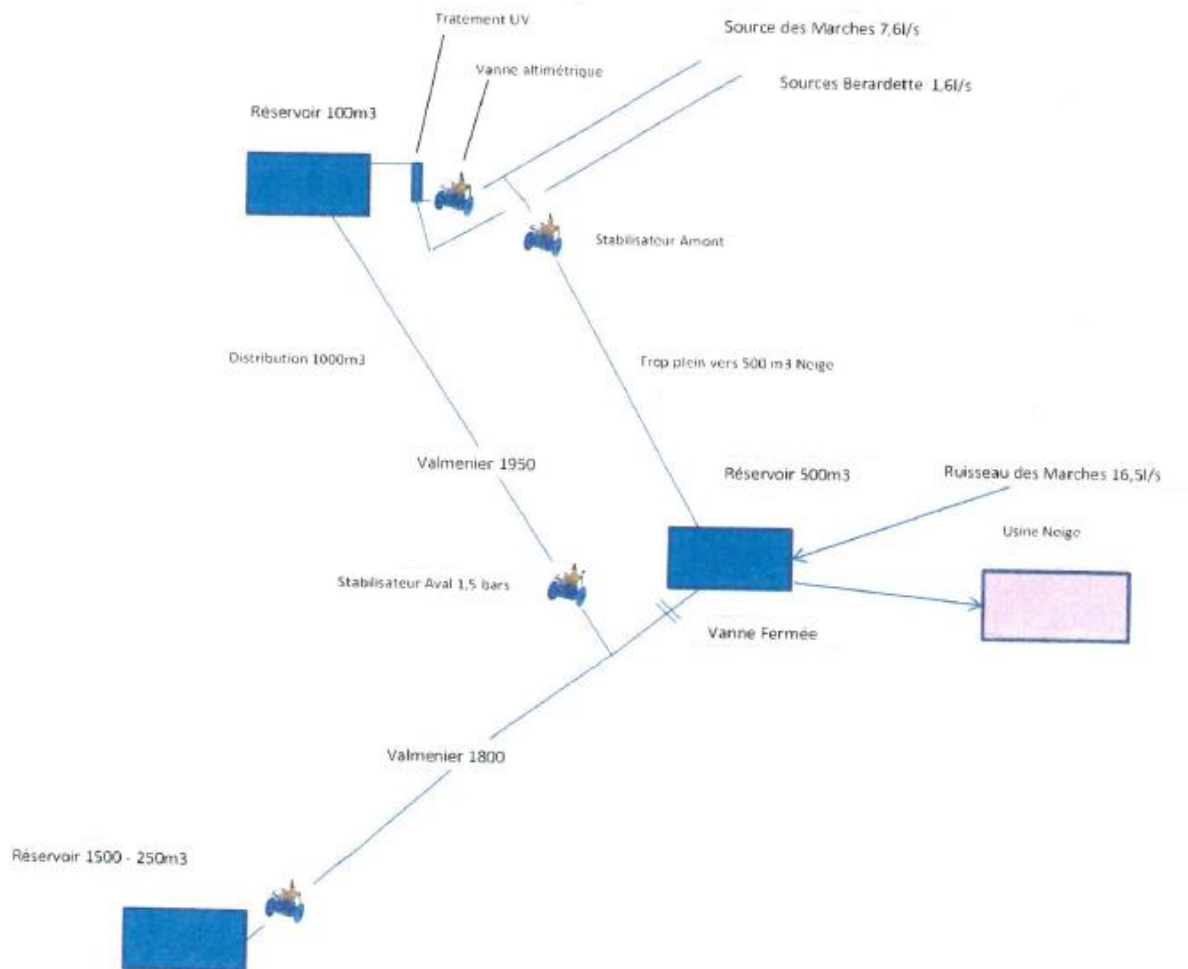 Tratement UV
Source des Marches 7,6l/s
Vanne altimétrique
Sources Berardette 1,6l/s
Réservoir 100m3
Stabilisateur Amont
Distribution 1000m3
Trop plein vers 500 m3 Neige
Valmenier 1950
Réservoir 500m3
Ruisseau des Marches 16,5l/s
Usine Neige
Stabilisateur Aval 1,5 bars
Vanne Fermée
Valmenier 1800
Réservoir 1500 - 250m3